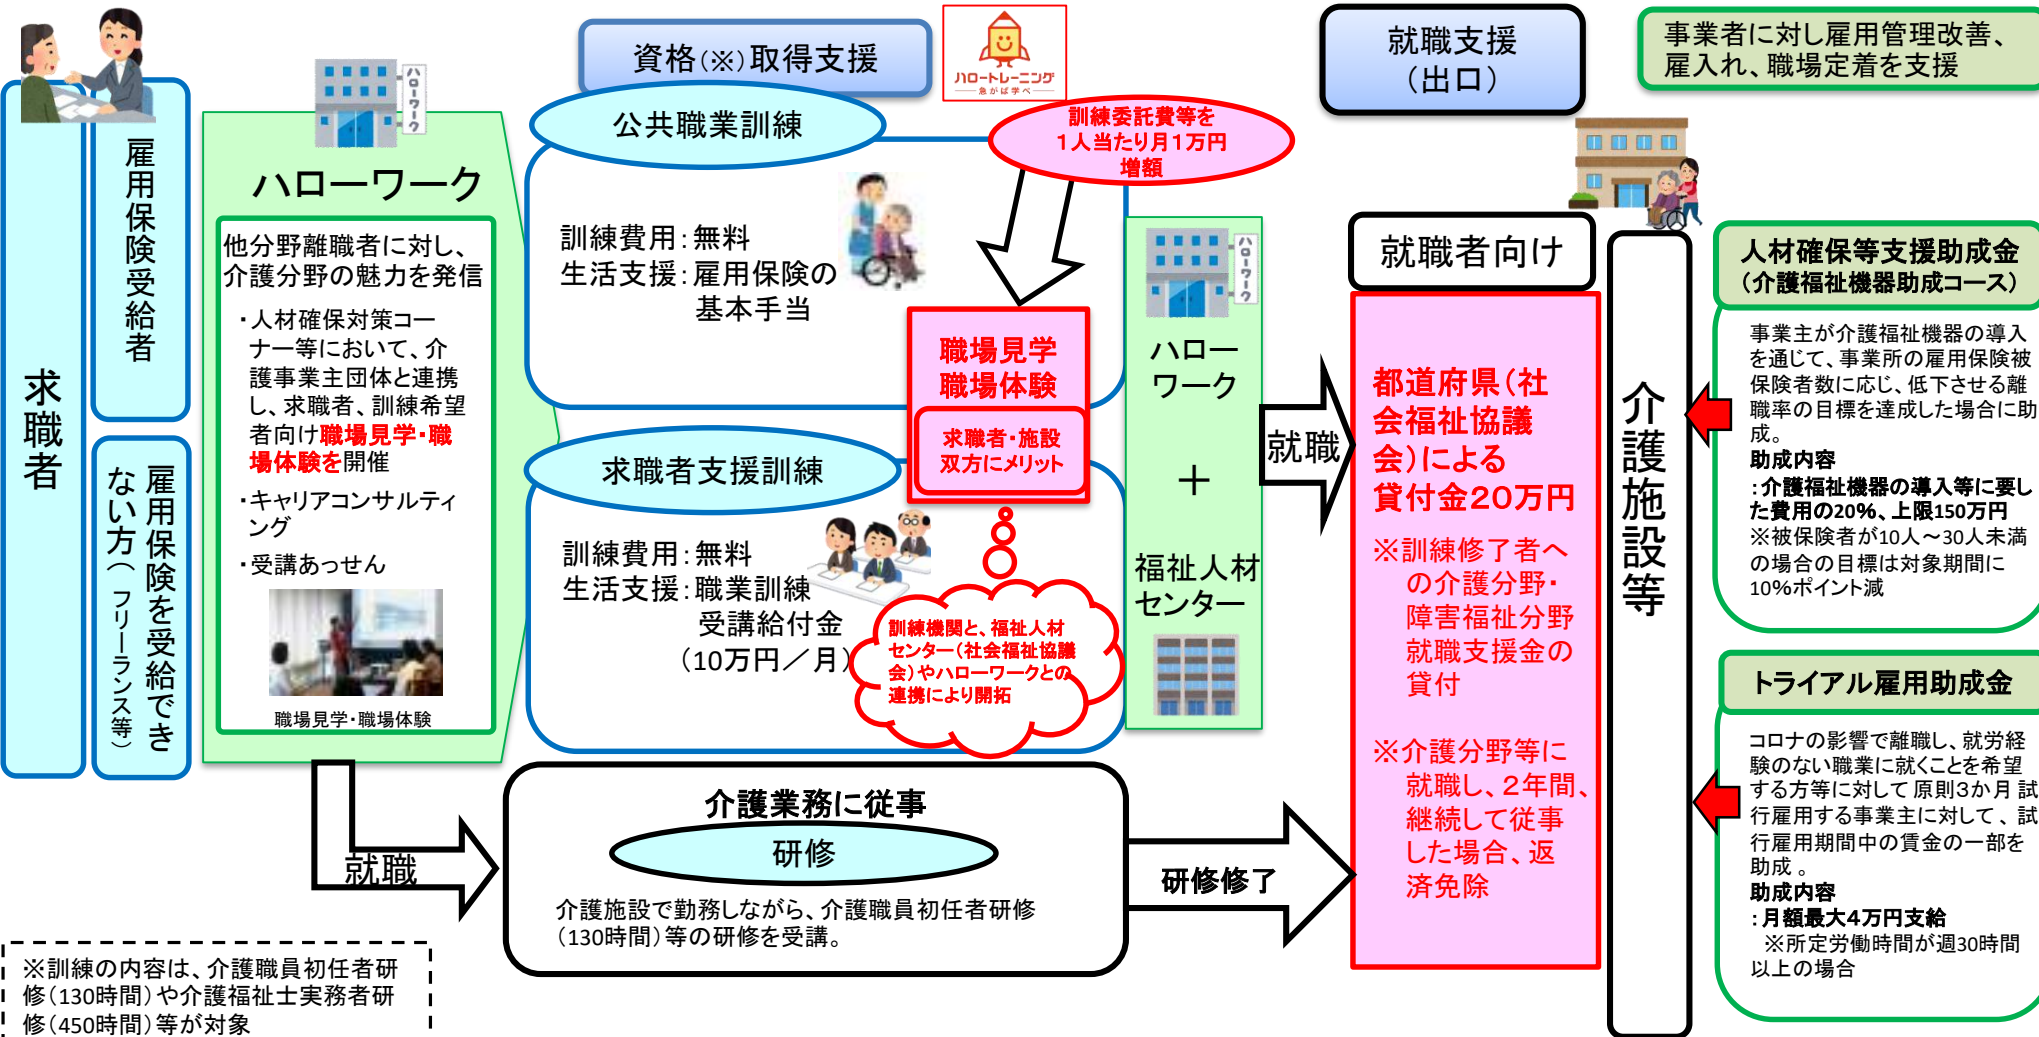 求職者
雇用保険受給者
雇用保険を受給でき
ない方(フリーランス等)
ハローワーク
ハローワーク
他分野離職者に対し、
介護分野の魅力を発信
・人材確保対策コー
ナー等において、介
護事業主団体と連携
し、求職者、訓練希望
者向け職場見学・職
場体験を開催
・キャリアコンサルティ
ング
・受講あっせん
職場見学・職場体験
資格(※)取得支援
ハロートレーニング
急がば学べ
公共職業訓練
訓練委託費等を
1人当たり月1万円
増額
訓練費用:無料
生活支援:雇用保険の
基本手当
職場見学
職場体験
求職者・施設
双方にメリット
求職者支援訓練
訓練費用:無料
生活支援:職業訓練
受講給付金
(10万円/月)
訓練機関と、福祉人材
センター(社会福祉協議
会)やハローワークとの
連携により開拓
ハローワーク
ハロー
ワーク
+
福祉人材
センター
就職
就職
介護業務に従事
研修
介護施設で勤務しながら、介護職員初任者研修
(130時間)等の研修を受講。
研修修了
就職支援
(出口)
就職者向け
都道府県(社
会福祉協議
会)による
貸付金20万円
※訓練修了者へ
の介護分野・
障害福祉分野
就職支援金の
貸付
※介護分野等に
就職し、2年間、
継続して従事
した場合、返
済免除
介護施設等
事業者に対し雇用管理改善、
雇入れ、職場定着を支援
人材確保等支援助成金
(介護福祉機器助成コース)
事業主が介護福祉機器の導入
を通じて、事業所の雇用保険被
保険者数に応じ、低下させる離
職率の目標を達成した場合に助
成。
助成内容
:介護福祉機器の導入等に要し
た費用の20%、上限150万円
※被保険者が10人~30人未満
の場合の目標は対象期間に
10%ポイント減
トライアル雇用助成金
コロナの影響で離職し、就労経
験のない職業に就くことを希望
する方等に対して原則3か月試
行雇用する事業主に対して、試
行雇用期間中の賃金の一部を
助成。
助成内容
:月額最大4万円支給
※所定労働時間が週30時間
以上の場合
※訓練の内容は、介護職員初任者研
修(130時間)や介護福祉士実務者研
修(450時間)等が対象